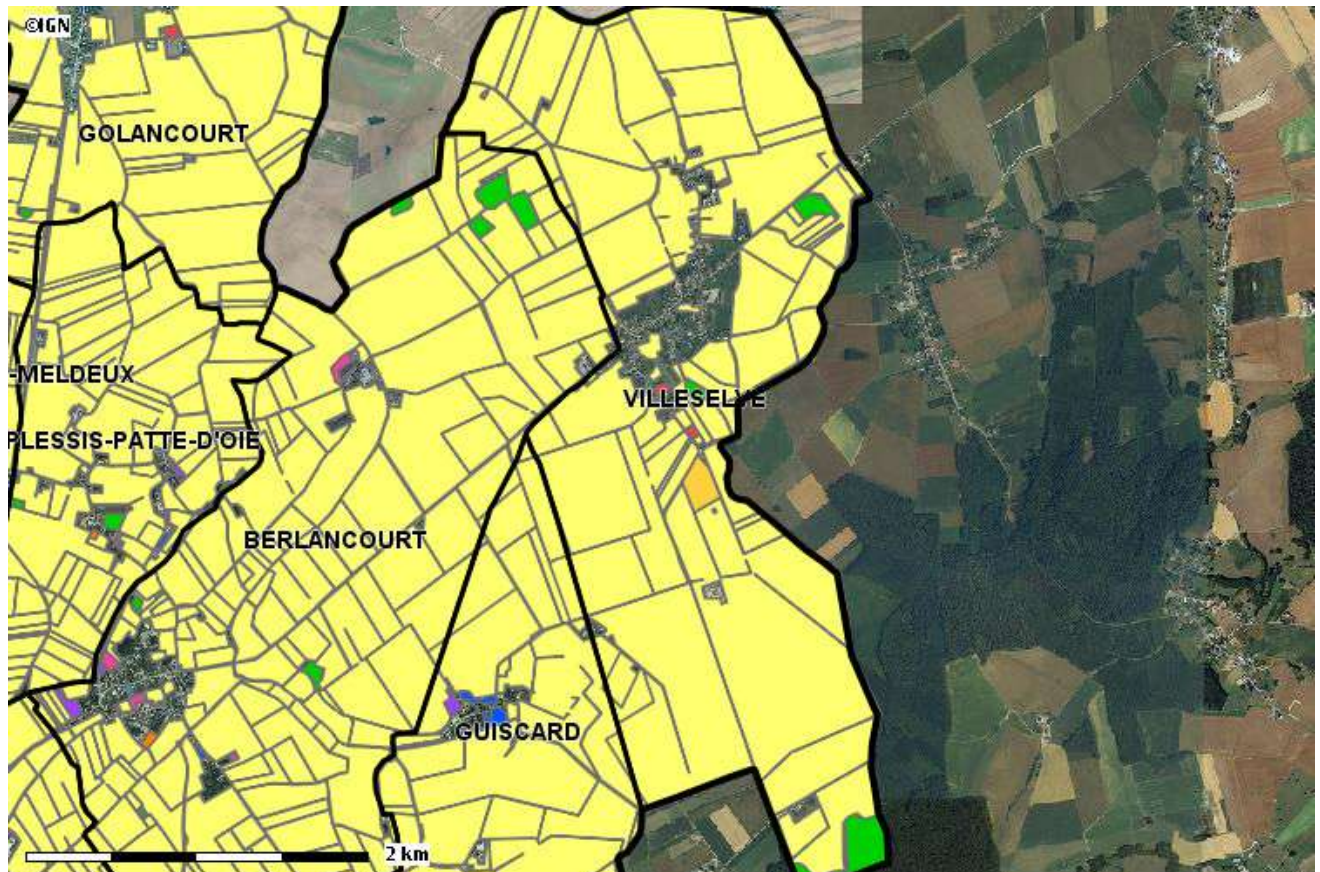 ©IGN
GOLANCOURT
-MELDEUX
VILLESELVE
PLESSIS-PATTE-D'OIE
BERLANCOURT
GUISCARD
2 km